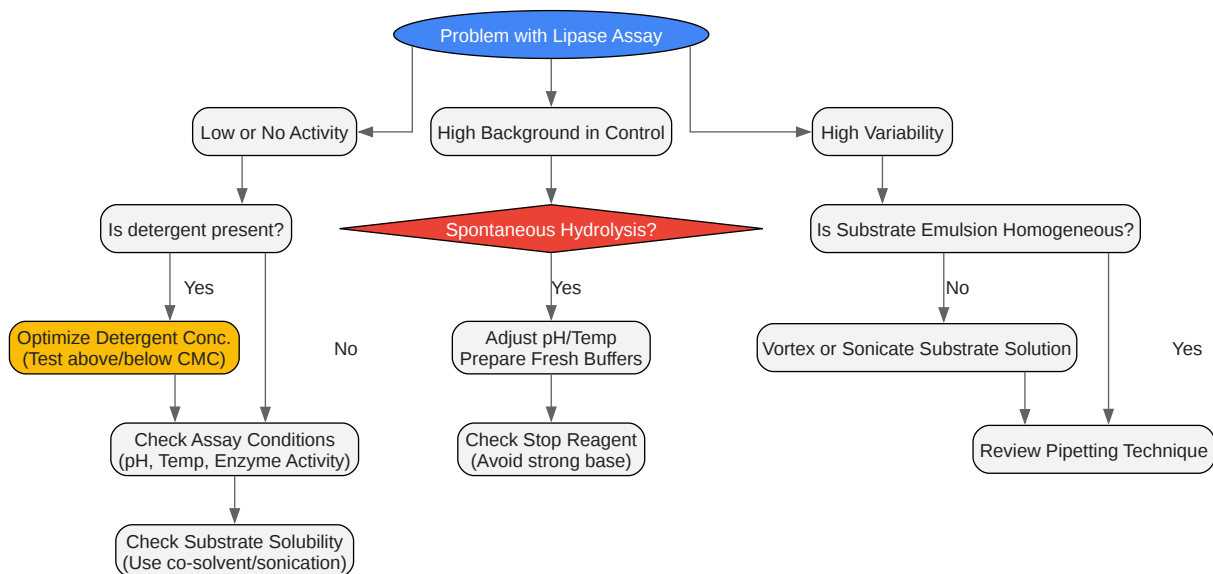 Problem with Lipase Assay
Low or No Activity
High Background in Control
High Variability
Is detergent present?
Spontaneous Hydrolysis?
Is Substrate Emulsion Homogeneous?
Yes
Yes
No
Optimize Detergent Conc.
(Test above/below CMC)
No
Adjust pH/Temp
Prepare Fresh Buffers
Vortex or Sonicate Substrate Solution
Yes
Check Assay Conditions
(pH, Temp, Enzyme Activity)
Check Stop Reagent
(Avoid strong base)
Review Pipetting Technique
Check Substrate Solubility
(Use co-solvent/sonication)